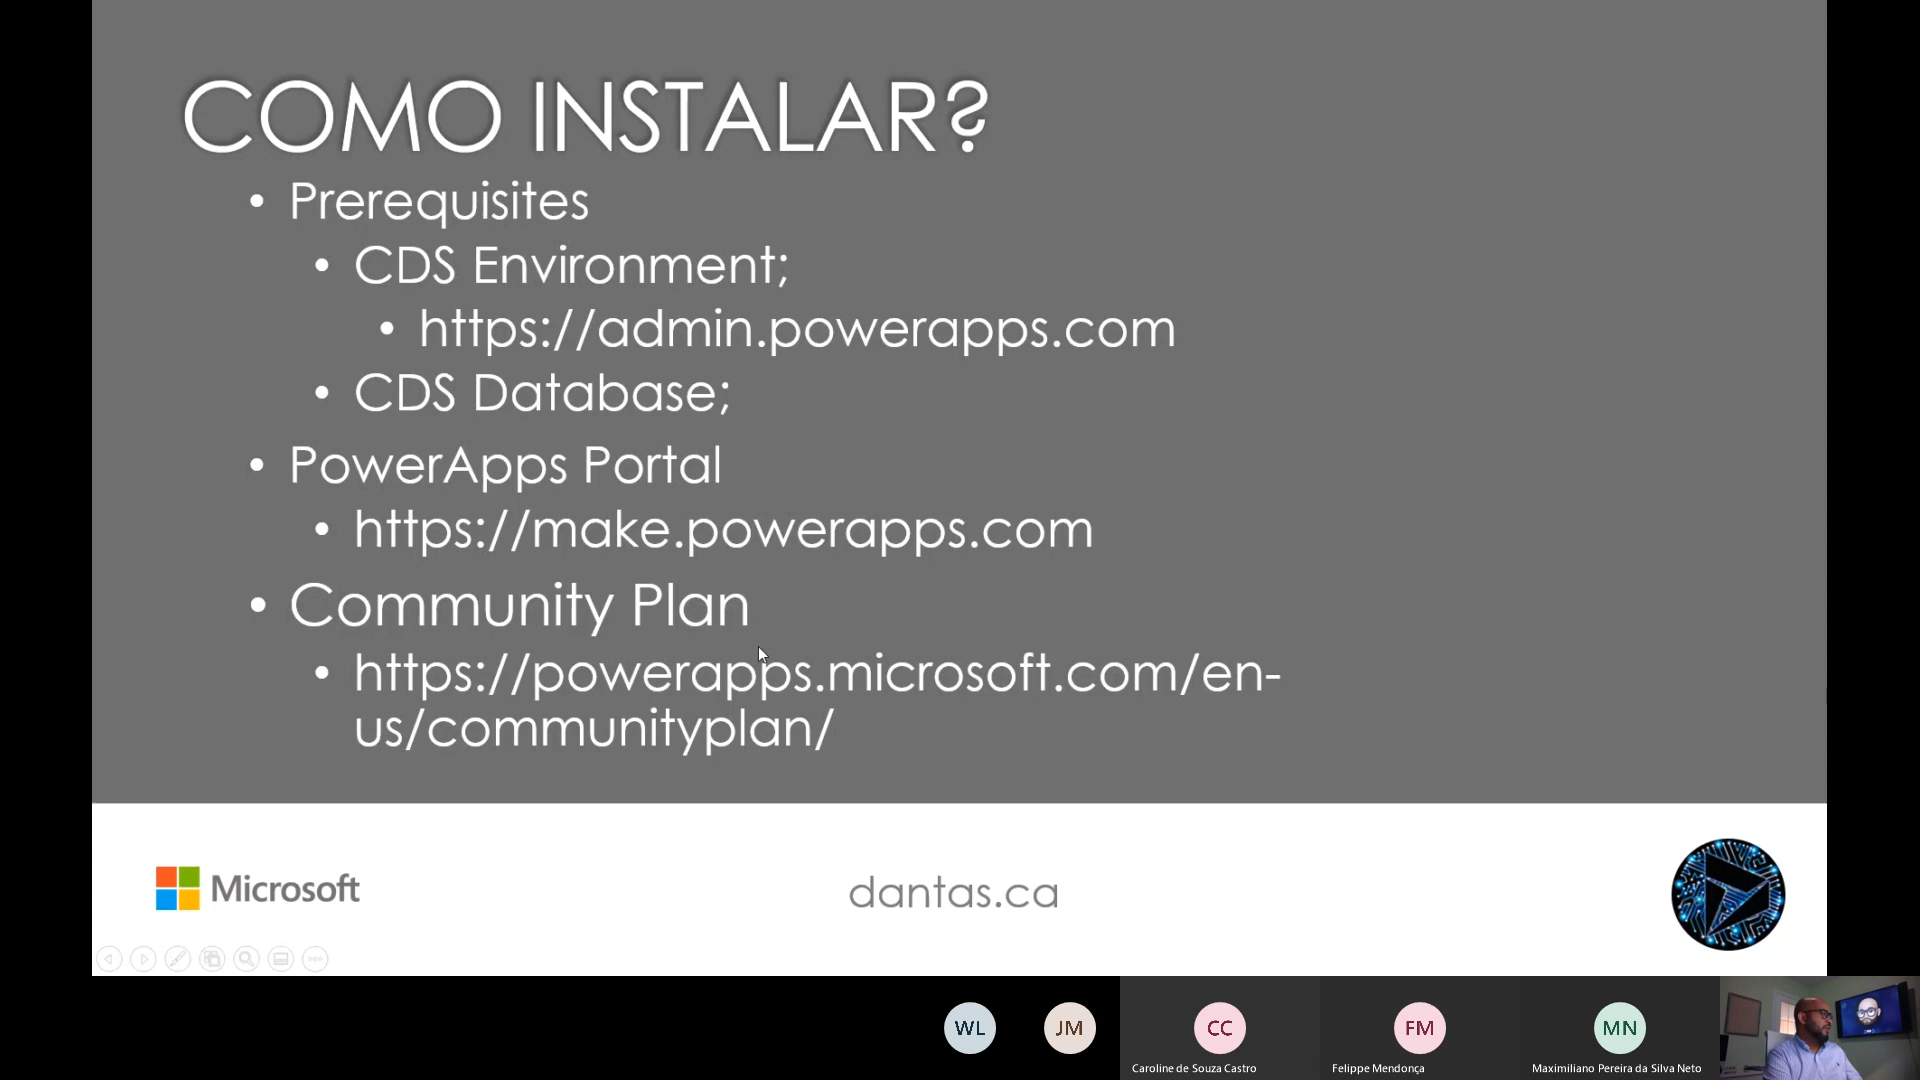 COMO INSTALAR?
• Prerequisites
• CDS Environment;
• https://admin.powerapps.com
• CDS Database;
• PowerApps Portal
• https://make.powerapps.com
• Community Plan
• https://powerapps.microsoft.com/en-
us/communityplan/
Microsoft
dantas.ca
WL
JM
CC
FM
MN
Caroline de Souza Castro
Felippe Mendonça
Maximiliano Pereira da Silva Neto